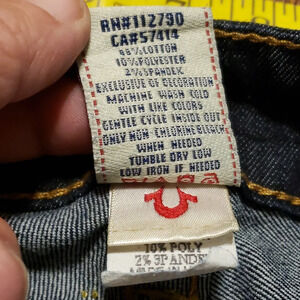 RN#112790
CA#57414
88%COTTON
10%POLYESTER
2%SPANDEX
EXCLUSIVE OF DECORATION
MACHINE WASH COLD
WITH LIKE COLORS
GENTLE CYCLE INSIDE OUT
ONLY NON-CHLORINE BLEACH
WHEN NEEDED
TUMBLE DRY LOW
LOW IRON IF NEEDED
10% POLY
2% SPANDE